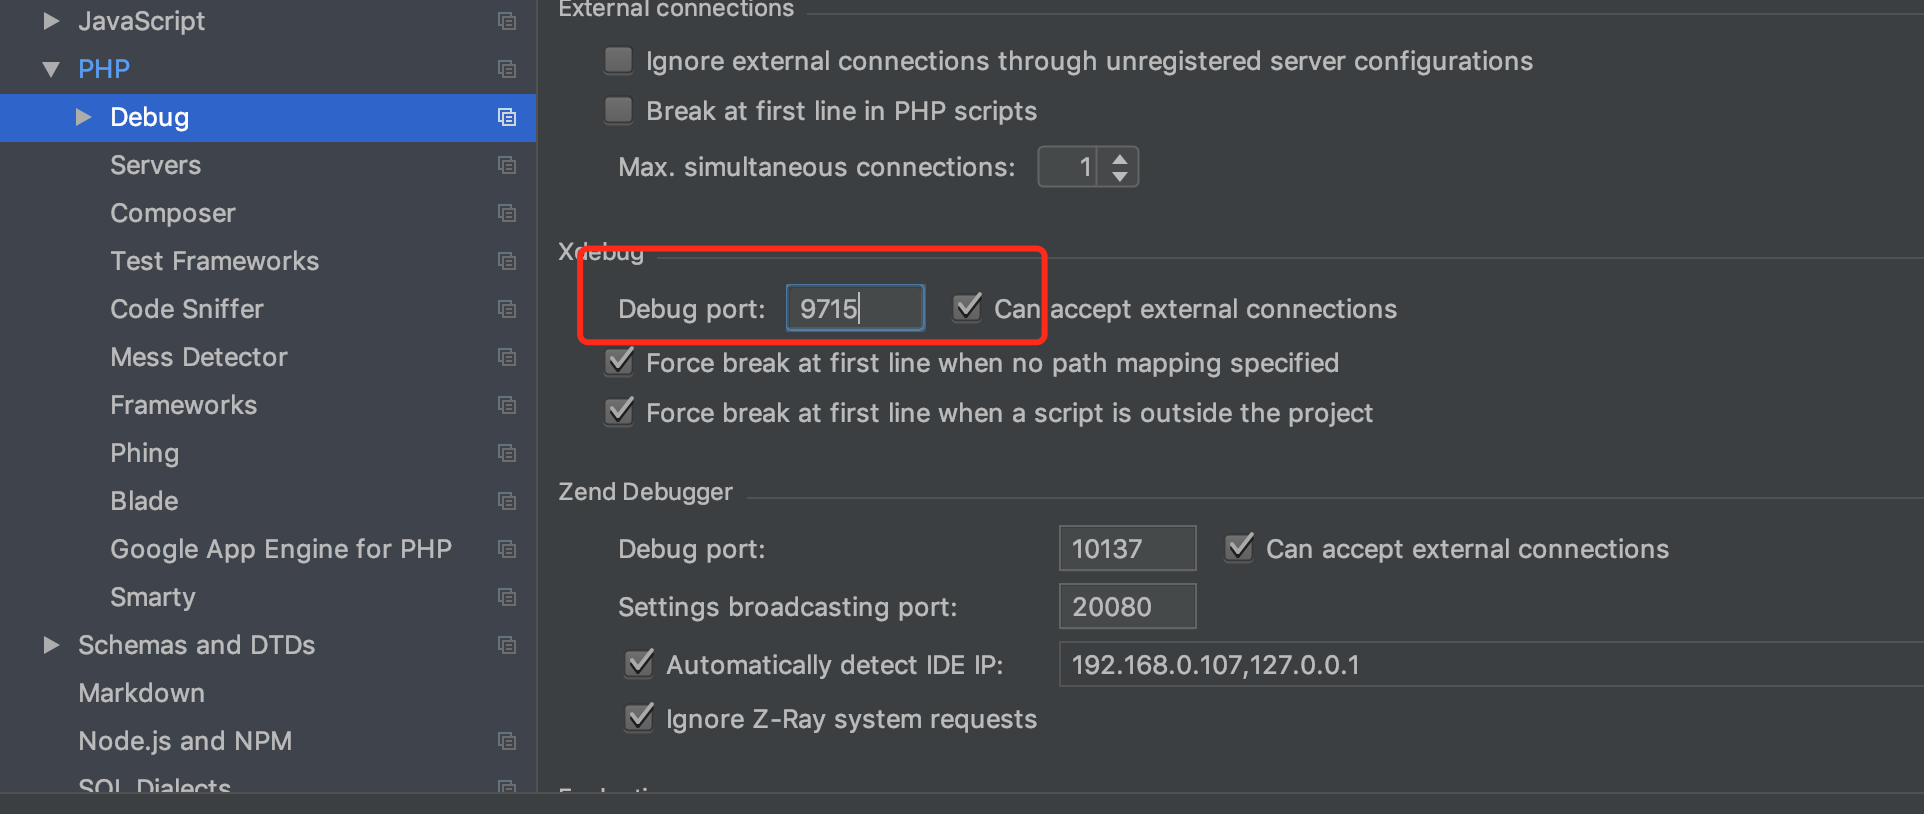 JavaScript
PHP
Debug
Servers
Composer
Test Frameworks
Code Sniffer
Mess Detector
Frameworks
Phing
Blade
Google App Engine for PHP
Smarty
Schemas and DTDs
Markdown
Node.js and NPM
SQL Dialects
External connections
Ignore external connections through unregistered server configurations
Break at first line in PHP scripts
Max. simultaneous connections: 1
Xdebug
Debug port: 9715 Can accept external connections
Force break at first line when no path mapping specified
Force break at first line when a script is outside the project
Zend Debugger
Debug port: 10137 Can accept external connections
Settings broadcasting port: 20080
Automatically detect IDE IP: 192.168.0.107,127.0.0.1
Ignore Z-Ray system requests